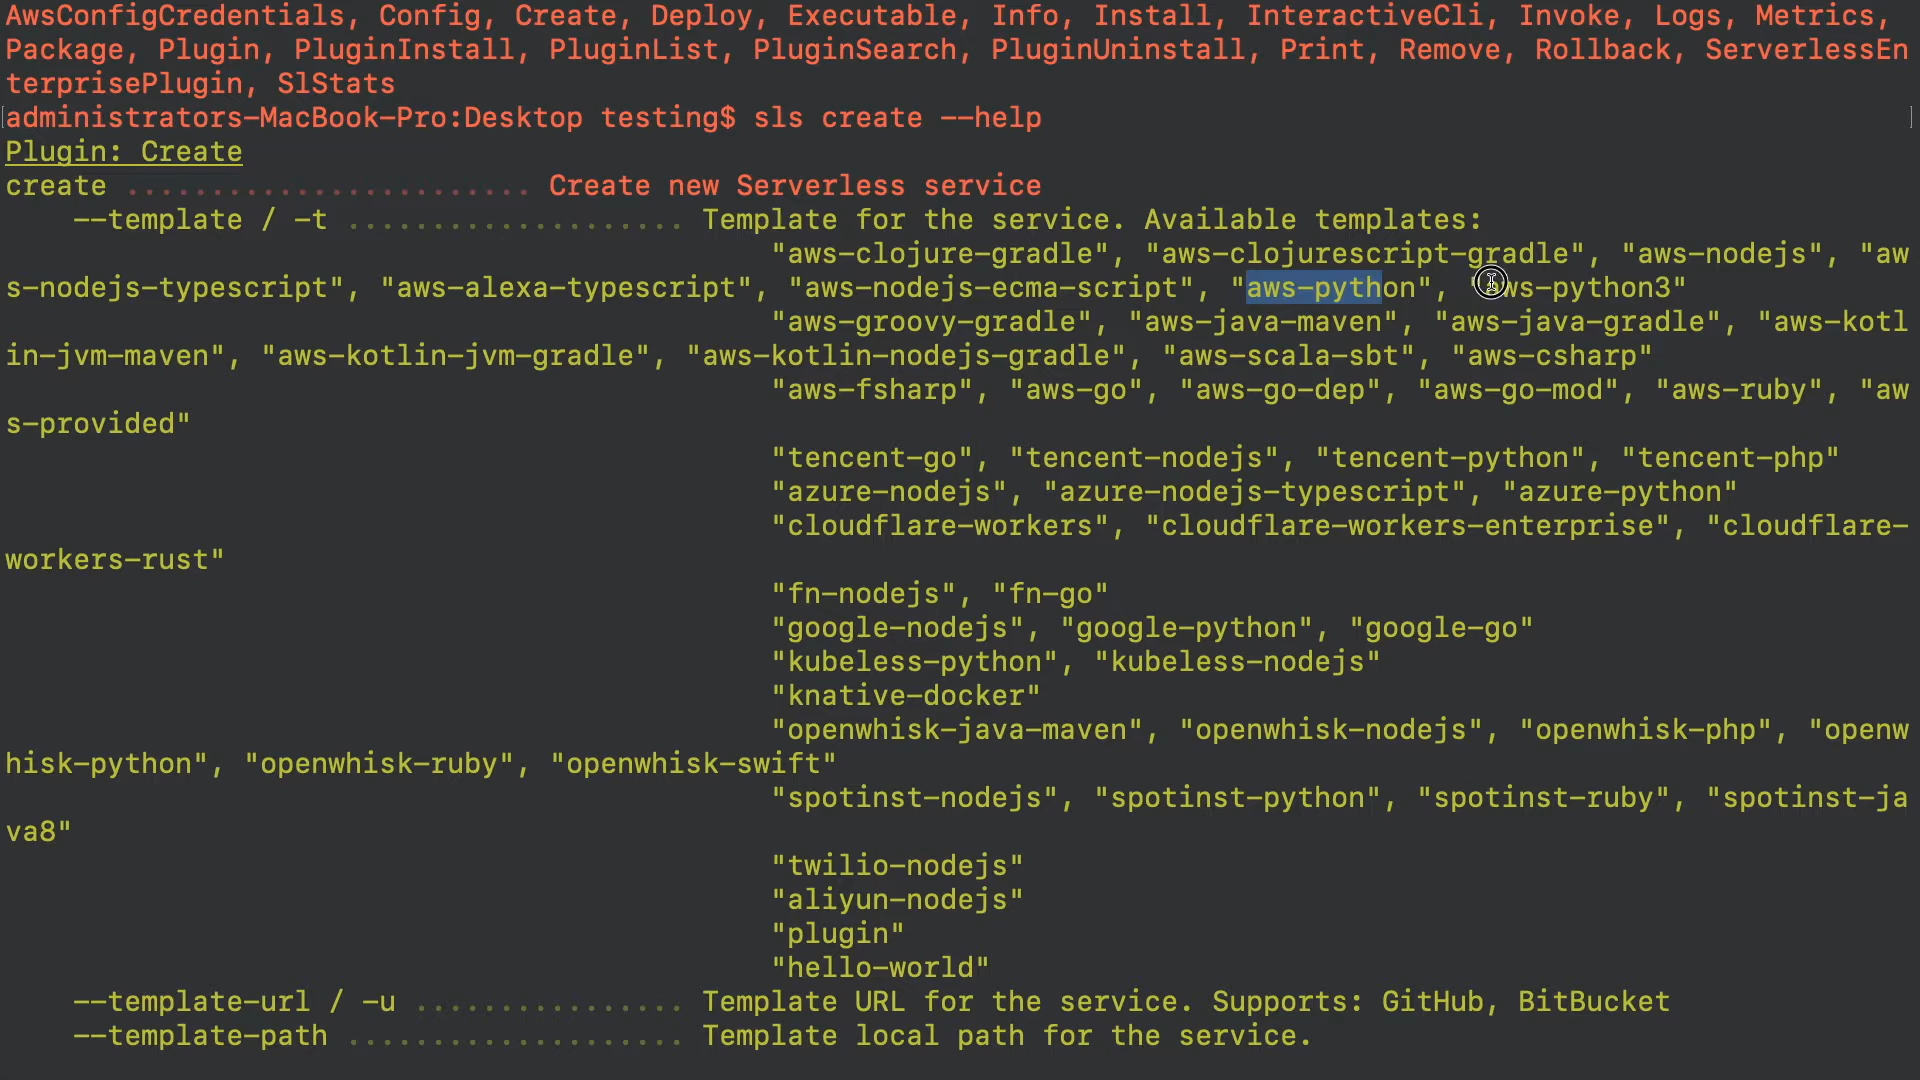 AwsConfigCredentials, Config, Create, Deploy, Executable, Info, Install, InteractiveCli, Invoke, Logs, Metrics,
Package, Plugin, PluginInstall, PluginList, PluginSearch, PluginUninstall, Print, Remove, Rollback, ServerlessEn
terprisePlugin, SlStats
administrators-MacBook-Pro:Desktop testing$ sls create --help
Plugin: Create
create ........................ Create new Serverless service
--template / -t .................... Template for the service. Available templates:
"aws-clojure-gradle", "aws-clojurescript-gradle", "aws-nodejs", "aw
s-nodejs-typescript", "aws-alexa-typescript", "aws-nodejs-ecma-script", "aws-python", "aws-python3"
"aws-groovy-gradle", "aws-java-maven", "aws-java-gradle", "aws-kotl
in-jvm-maven", "aws-kotlin-jvm-gradle", "aws-kotlin-nodejs-gradle", "aws-scala-sbt", "aws-csharp"
"aws-fsharp", "aws-go", "aws-go-dep", "aws-go-mod", "aws-ruby", "aw
s-provided"
"tencent-go", "tencent-nodejs", "tencent-python", "tencent-php"
"azure-nodejs", "azure-nodejs-typescript", "azure-python"
"cloudflare-workers", "cloudflare-workers-enterprise", "cloudflare-
workers-rust"
"fn-nodejs", "fn-go"
"google-nodejs", "google-python", "google-go"
"kubeless-python", "kubeless-nodejs"
"knative-docker"
"openwhisk-java-maven", "openwhisk-nodejs", "openwhisk-php", "openw
hisk-python", "openwhisk-ruby", "openwhisk-swift"
"spotinst-nodejs", "spotinst-python", "spotinst-ruby", "spotinst-ja
va8"
"twilio-nodejs"
"aliyun-nodejs"
"plugin"
"hello-world"
--template-url / -u ................ Template URL for the service. Supports: GitHub, BitBucket
--template-path .................... Template local path for the service.